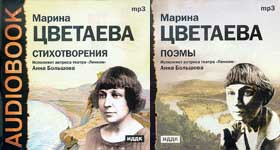 AUDIOBOOK
mp3
Марина
ЦВЕТАЕВА
СТИХОТВОРЕНИЯ
Исполняет актриса театра «Ленком»
Анна Большова
ИДДК
mp3
Марина
ЦВЕТАЕВА
ПОЭМЫ
Исполняет актриса театра «Ленком»
Анна Большова
ИДДК